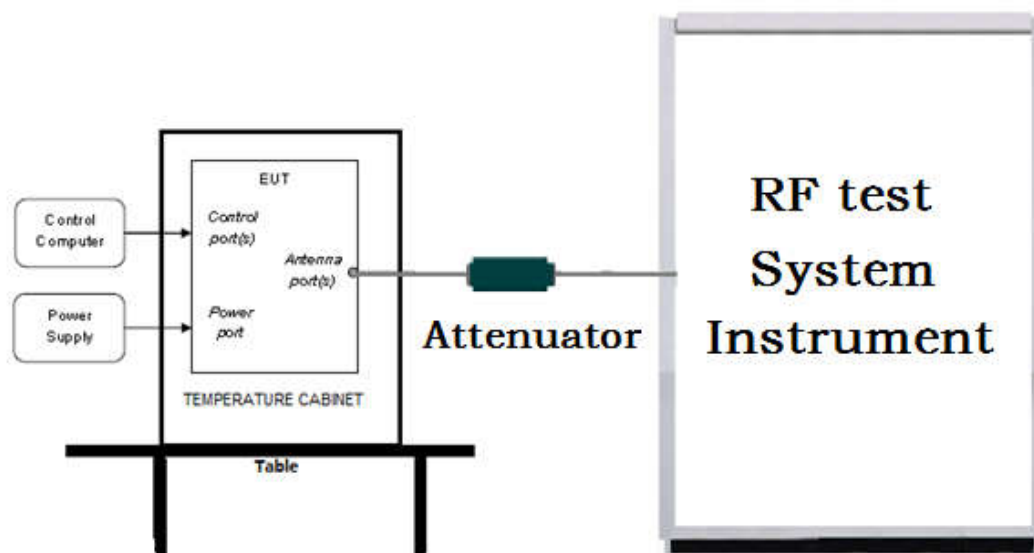 Control
Computer
Power
Supply
EUT
Control
port(s)
Antenna
port(s)
Power
port
TEMPERATURE CABINET
Table
Attenuator
RF test
System
Instrument